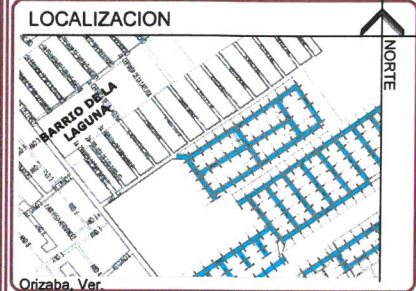 LOCALIZACION
NORTE
BARRIO DE LA
LAGUNA
Orizaba, Ver.